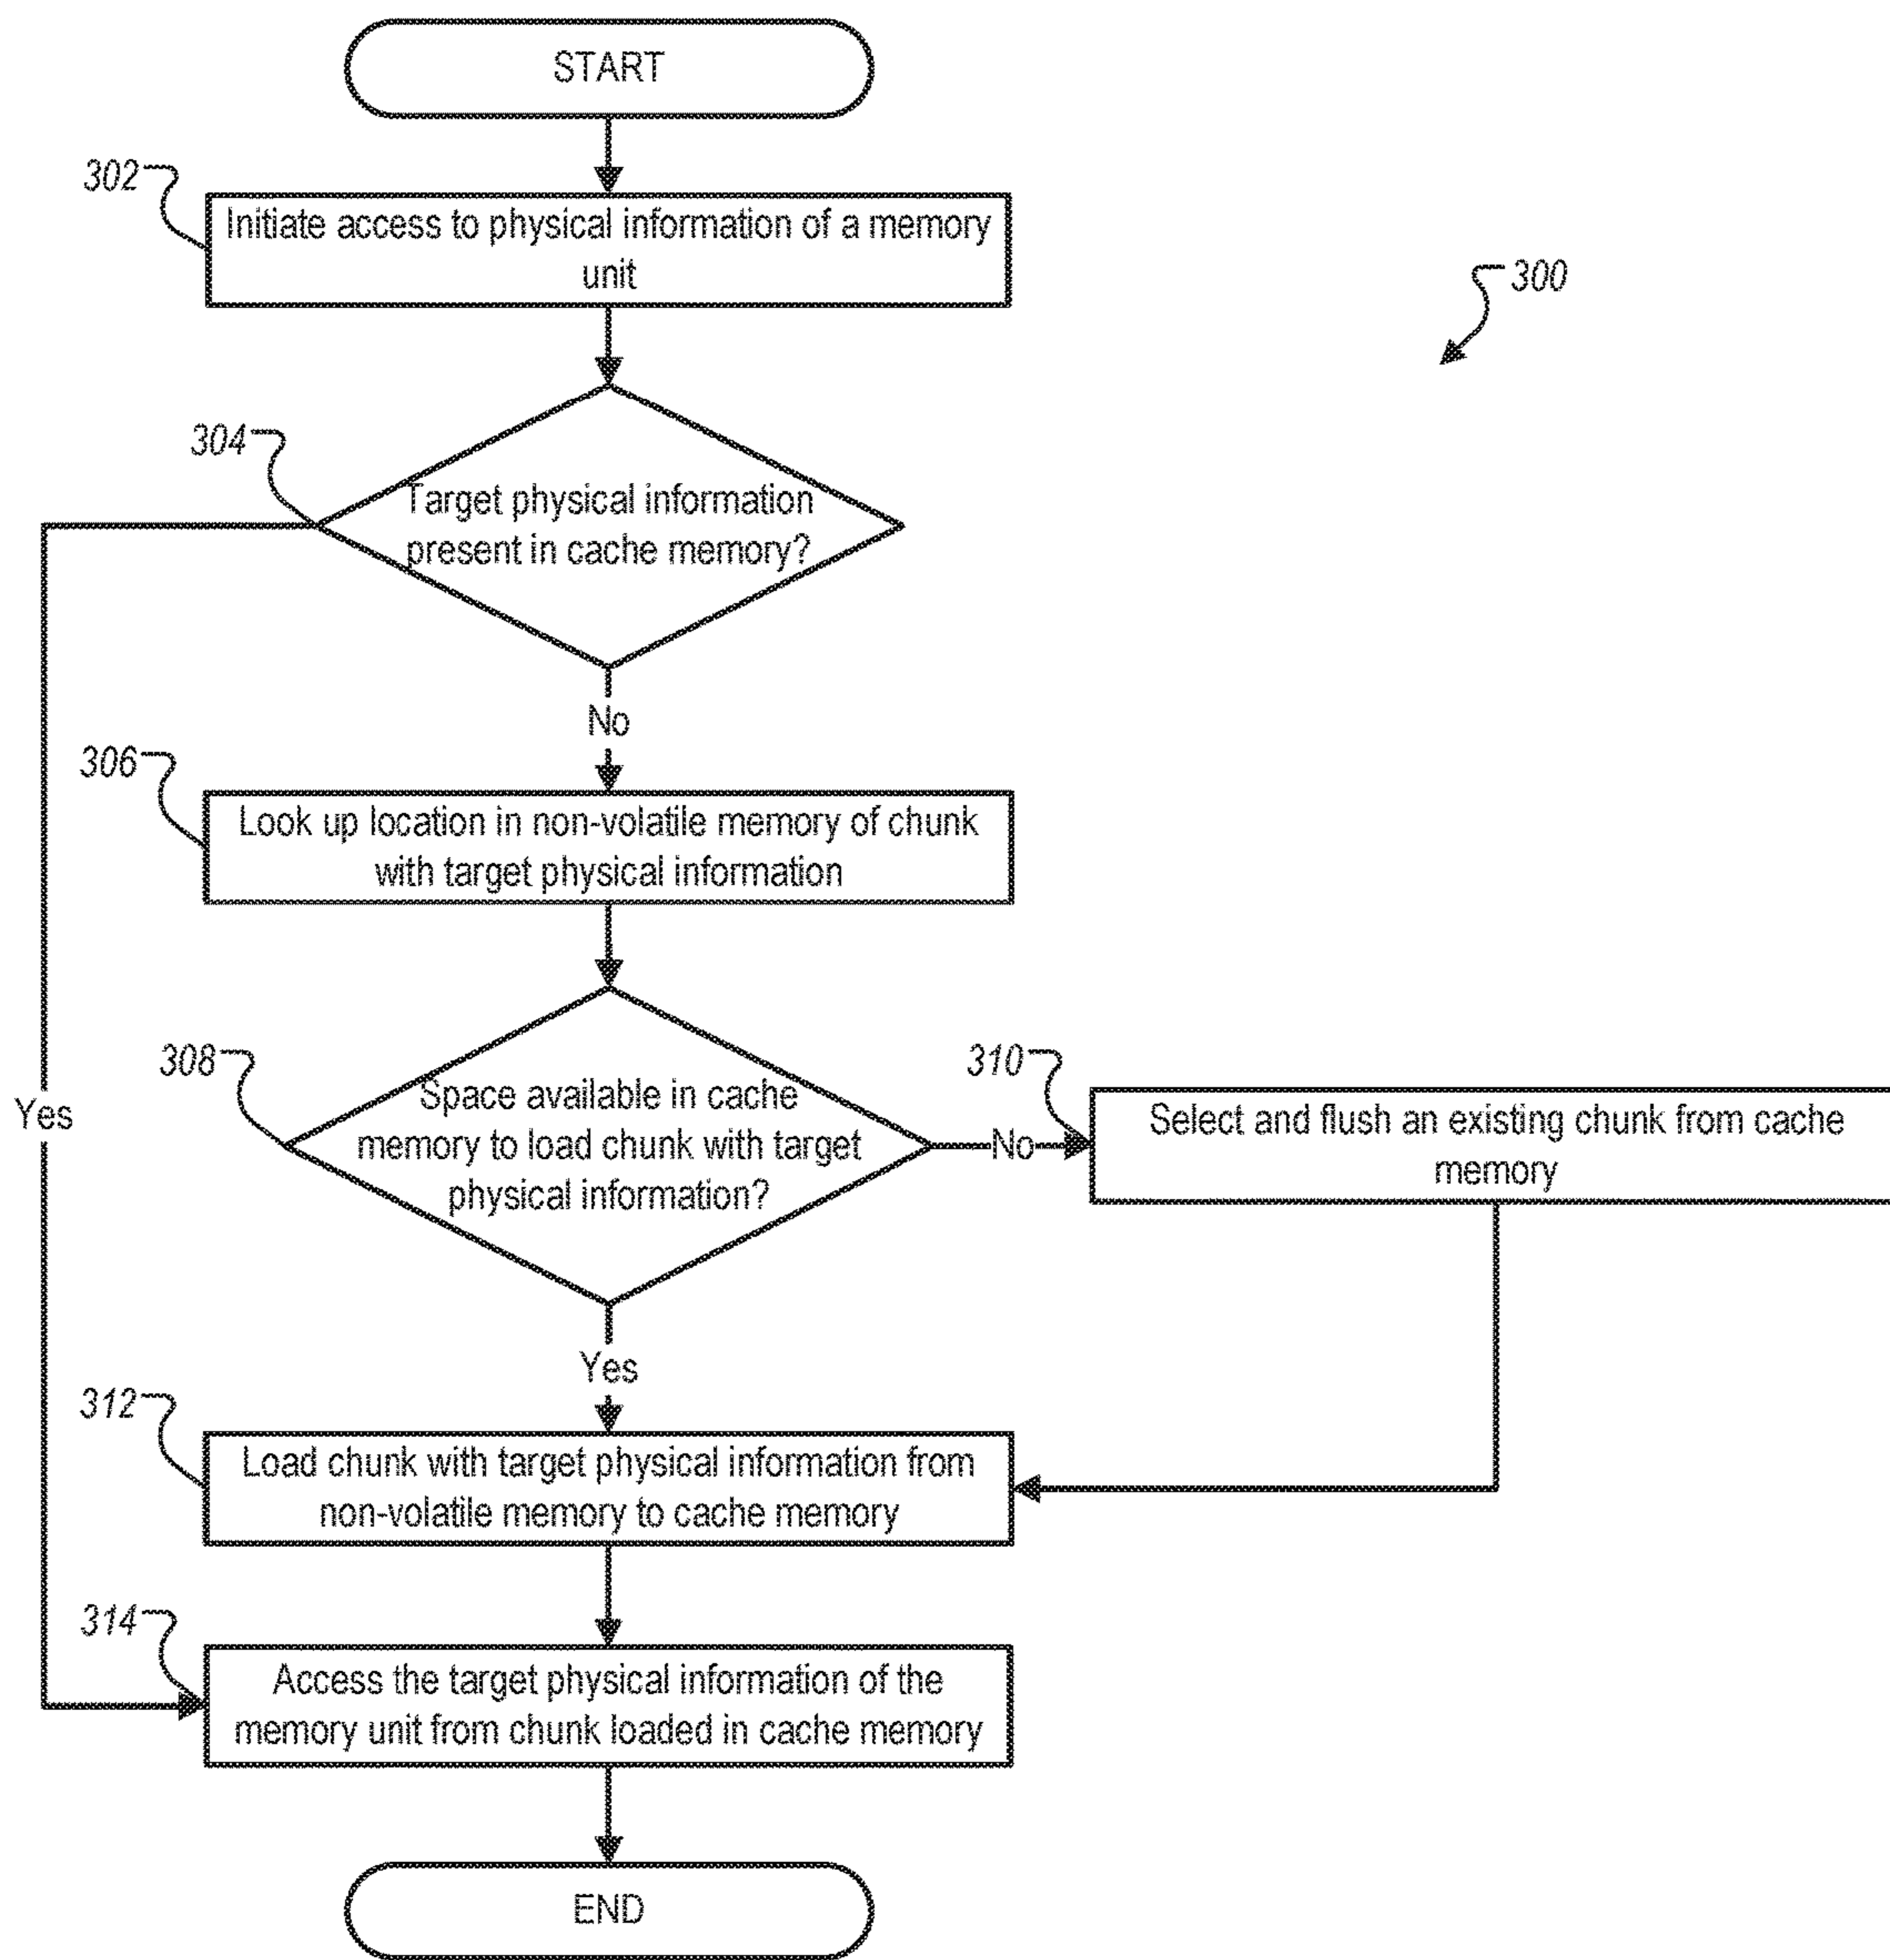 START
302
Initiate access to physical information of a memory
unit
300
304
Target physical information
present in cache memory?
No
306
Look up location in non-volatile memory of chunk
with target physical information
308
Space available in cache
memory to load chunk with target
physical information?
310
Select and flush an existing chunk from cache
memory
Yes
No
Yes
312
Load chunk with target physical information from
non-volatile memory to cache memory
314
Access the target physical information of the
memory unit from chunk loaded in cache memory
END